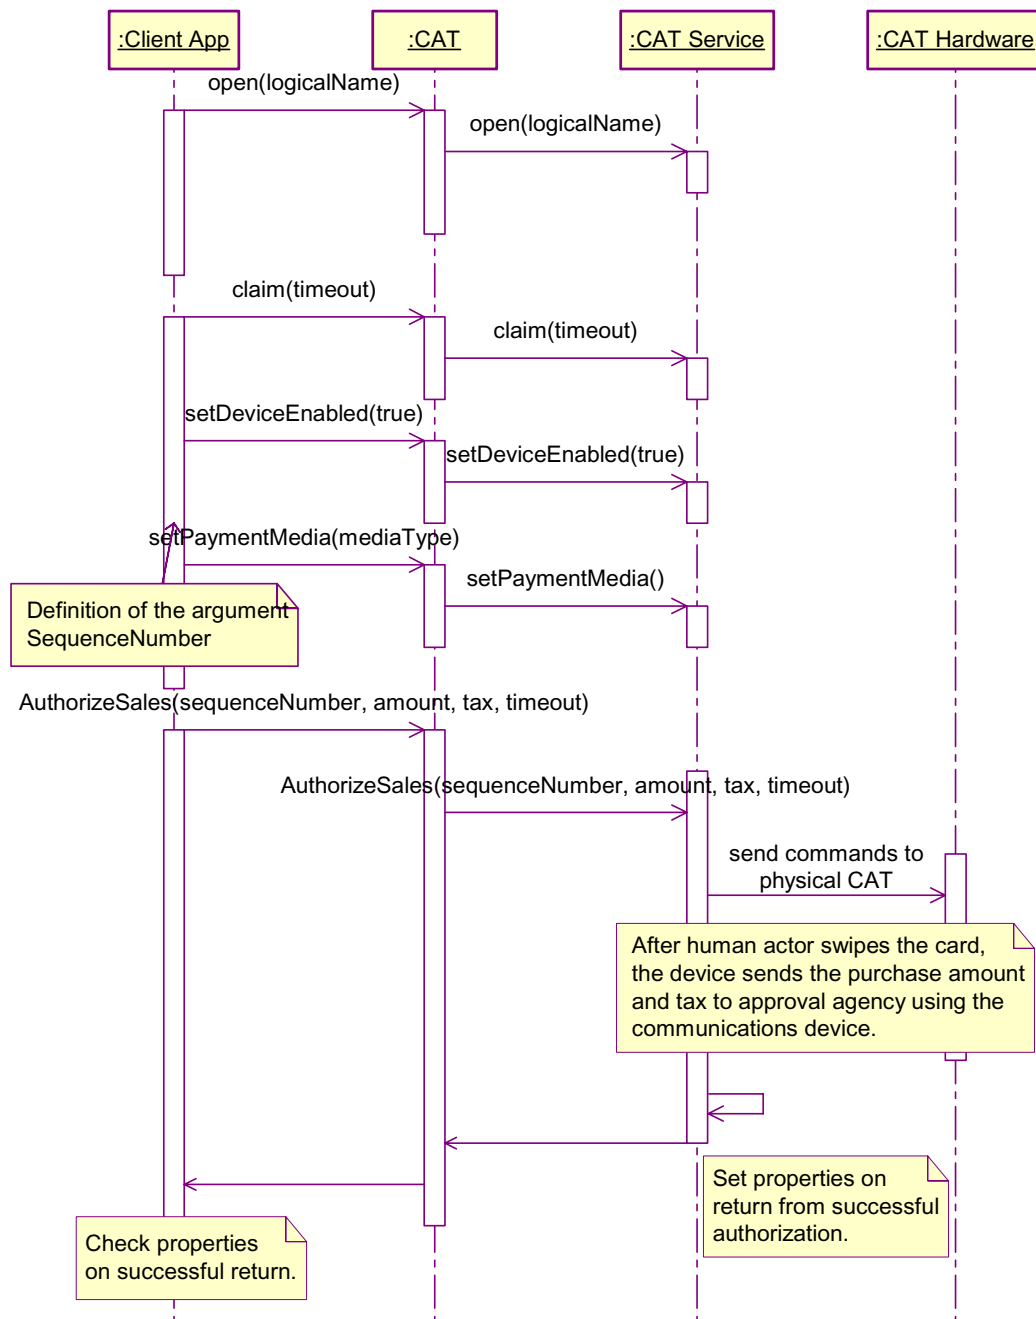 :Client App
:CAT
:CAT Service
:CAT Hardware
open(logicalName)
open(logicalName)
claim(timeout)
claim(timeout)
setDeviceEnabled(true)
setDeviceEnabled(true)
setPaymentMedia(mediaType)
setPaymentMedia()
Definition of the argument
SequenceNumber
AuthorizeSales(sequenceNumber, amount, tax, timeout)
AuthorizeSales(sequenceNumber, amount, tax, timeout)
send commands to
physical CAT
After human actor swipes the card,
the device sends the purchase amount
and tax to approval agency using the
communications device.
Set properties on
return from successful
authorization.
Check properties
on successful return.